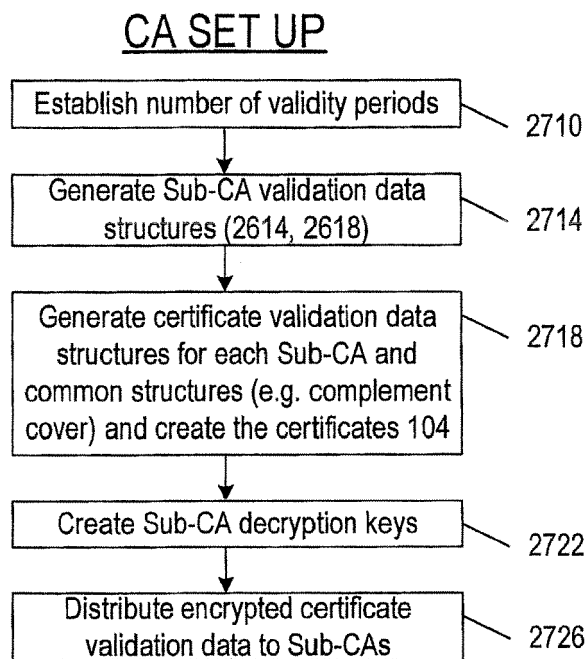 CA SET UP
Establish number of validity periods
2710
Generate Sub-CA validation data
structures (2614, 2618)
2714
Generate certificate validation data
structures for each Sub-CA and
common structures (e.g. complement
cover) and create the certificates 104
2718
Create Sub-CA decryption keys
2722
Distribute encrypted certificate
validation data to Sub-CAs
2726